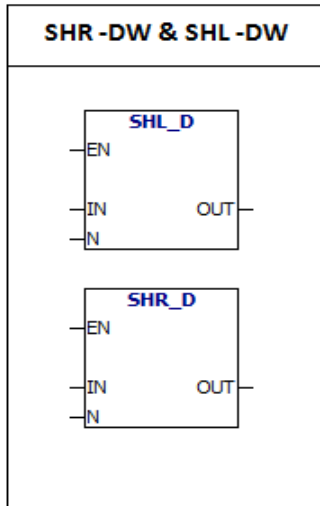 SHR -DW & SHL -DW
SHL_D
EN
IN OUT
N
SHR_D
EN
IN OUT
N